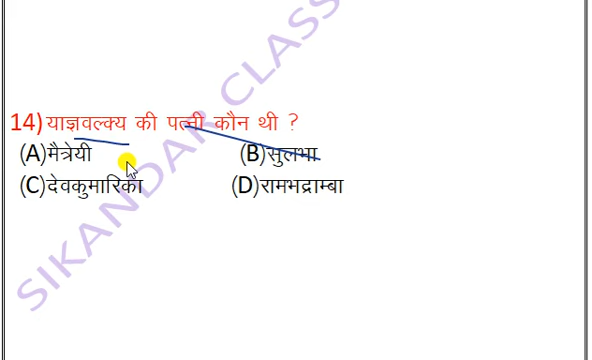 SIKANDAR CLASS
14) याज्ञवल्क्य की पत्नी कौन थी ?
(A)मैत्रेयी (B)सुलभा
(C)देवकुमारिका (D)रामभद्राम्बा